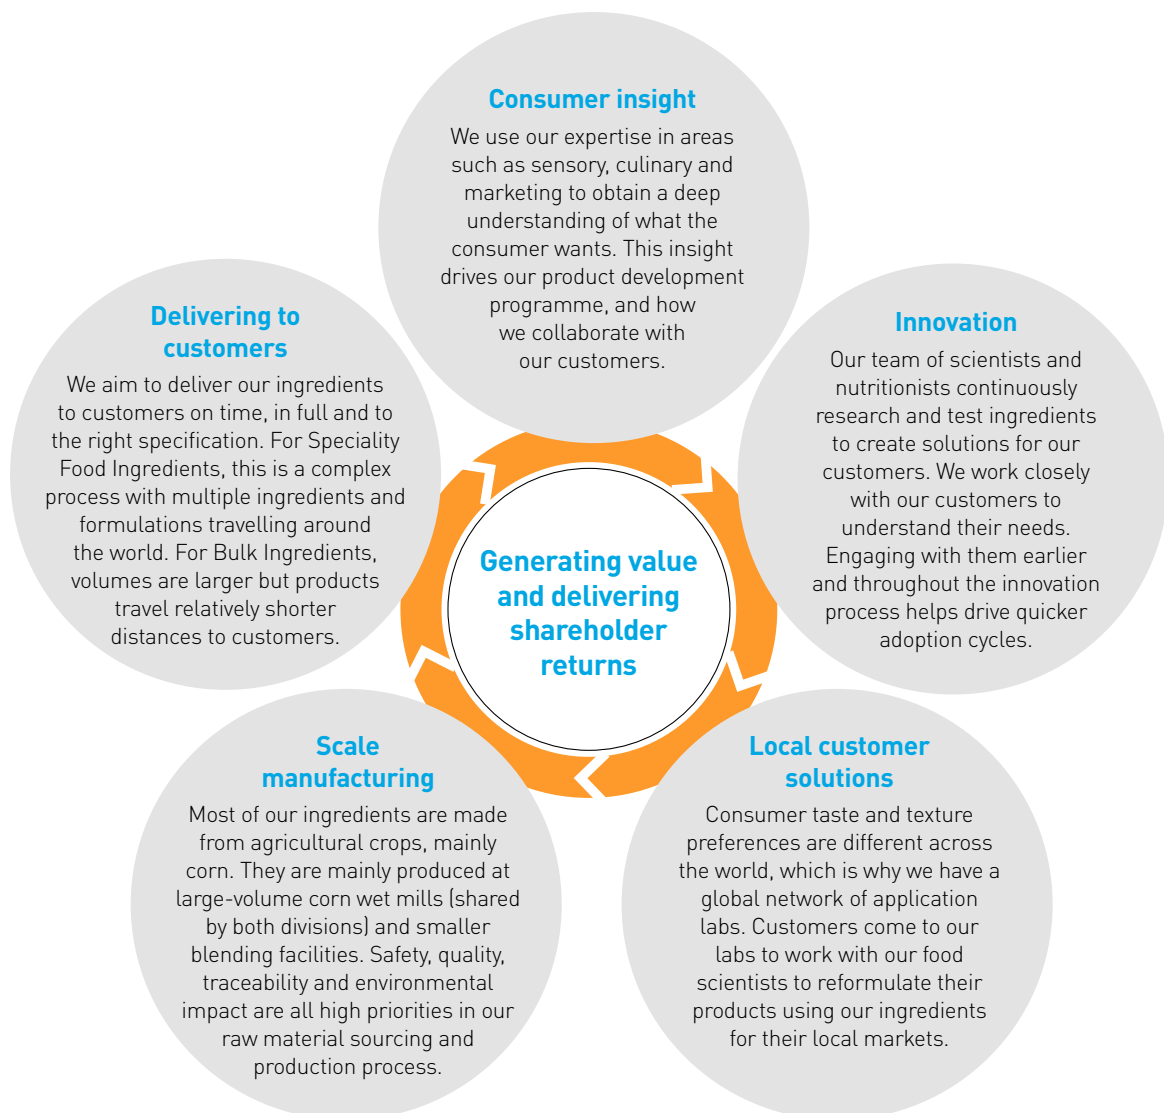 Consumer insight
We use our expertise in areas
such as sensory, culinary and
marketing to obtain a deep
understanding of what the
consumer wants. This insight
drives our product development
programme, and how
we collaborate with
our customers.
Innovation
Our team of scientists and
nutritionists continuously
research and test ingredients
to create solutions for our
customers. We work closely
with our customers to
understand their needs.
Engaging with them earlier
and throughout the innovation
process helps drive quicker
adoption cycles.
Local customer
solutions
Consumer taste and texture
preferences are different across
the world, which is why we have a
global network of application
labs. Customers come to our
labs to work with our food
scientists to reformulate their
products using our ingredients
for their local markets.
Scale
manufacturing
Most of our ingredients are made
from agricultural crops, mainly
corn. They are mainly produced at
large-volume corn wet mills (shared
by both divisions) and smaller
blending facilities. Safety, quality,
traceability and environmental
impact are all high priorities in our
raw material sourcing and
production process.
Delivering to
customers
We aim to deliver our ingredients
to customers on time, in full and to
the right specification. For Speciality
Food Ingredients, this is a complex
process with multiple ingredients and
formulations travelling around
the world. For Bulk Ingredients,
volumes are larger but products
travel relatively shorter
distances to customers.
Generating value
and delivering
shareholder
returns